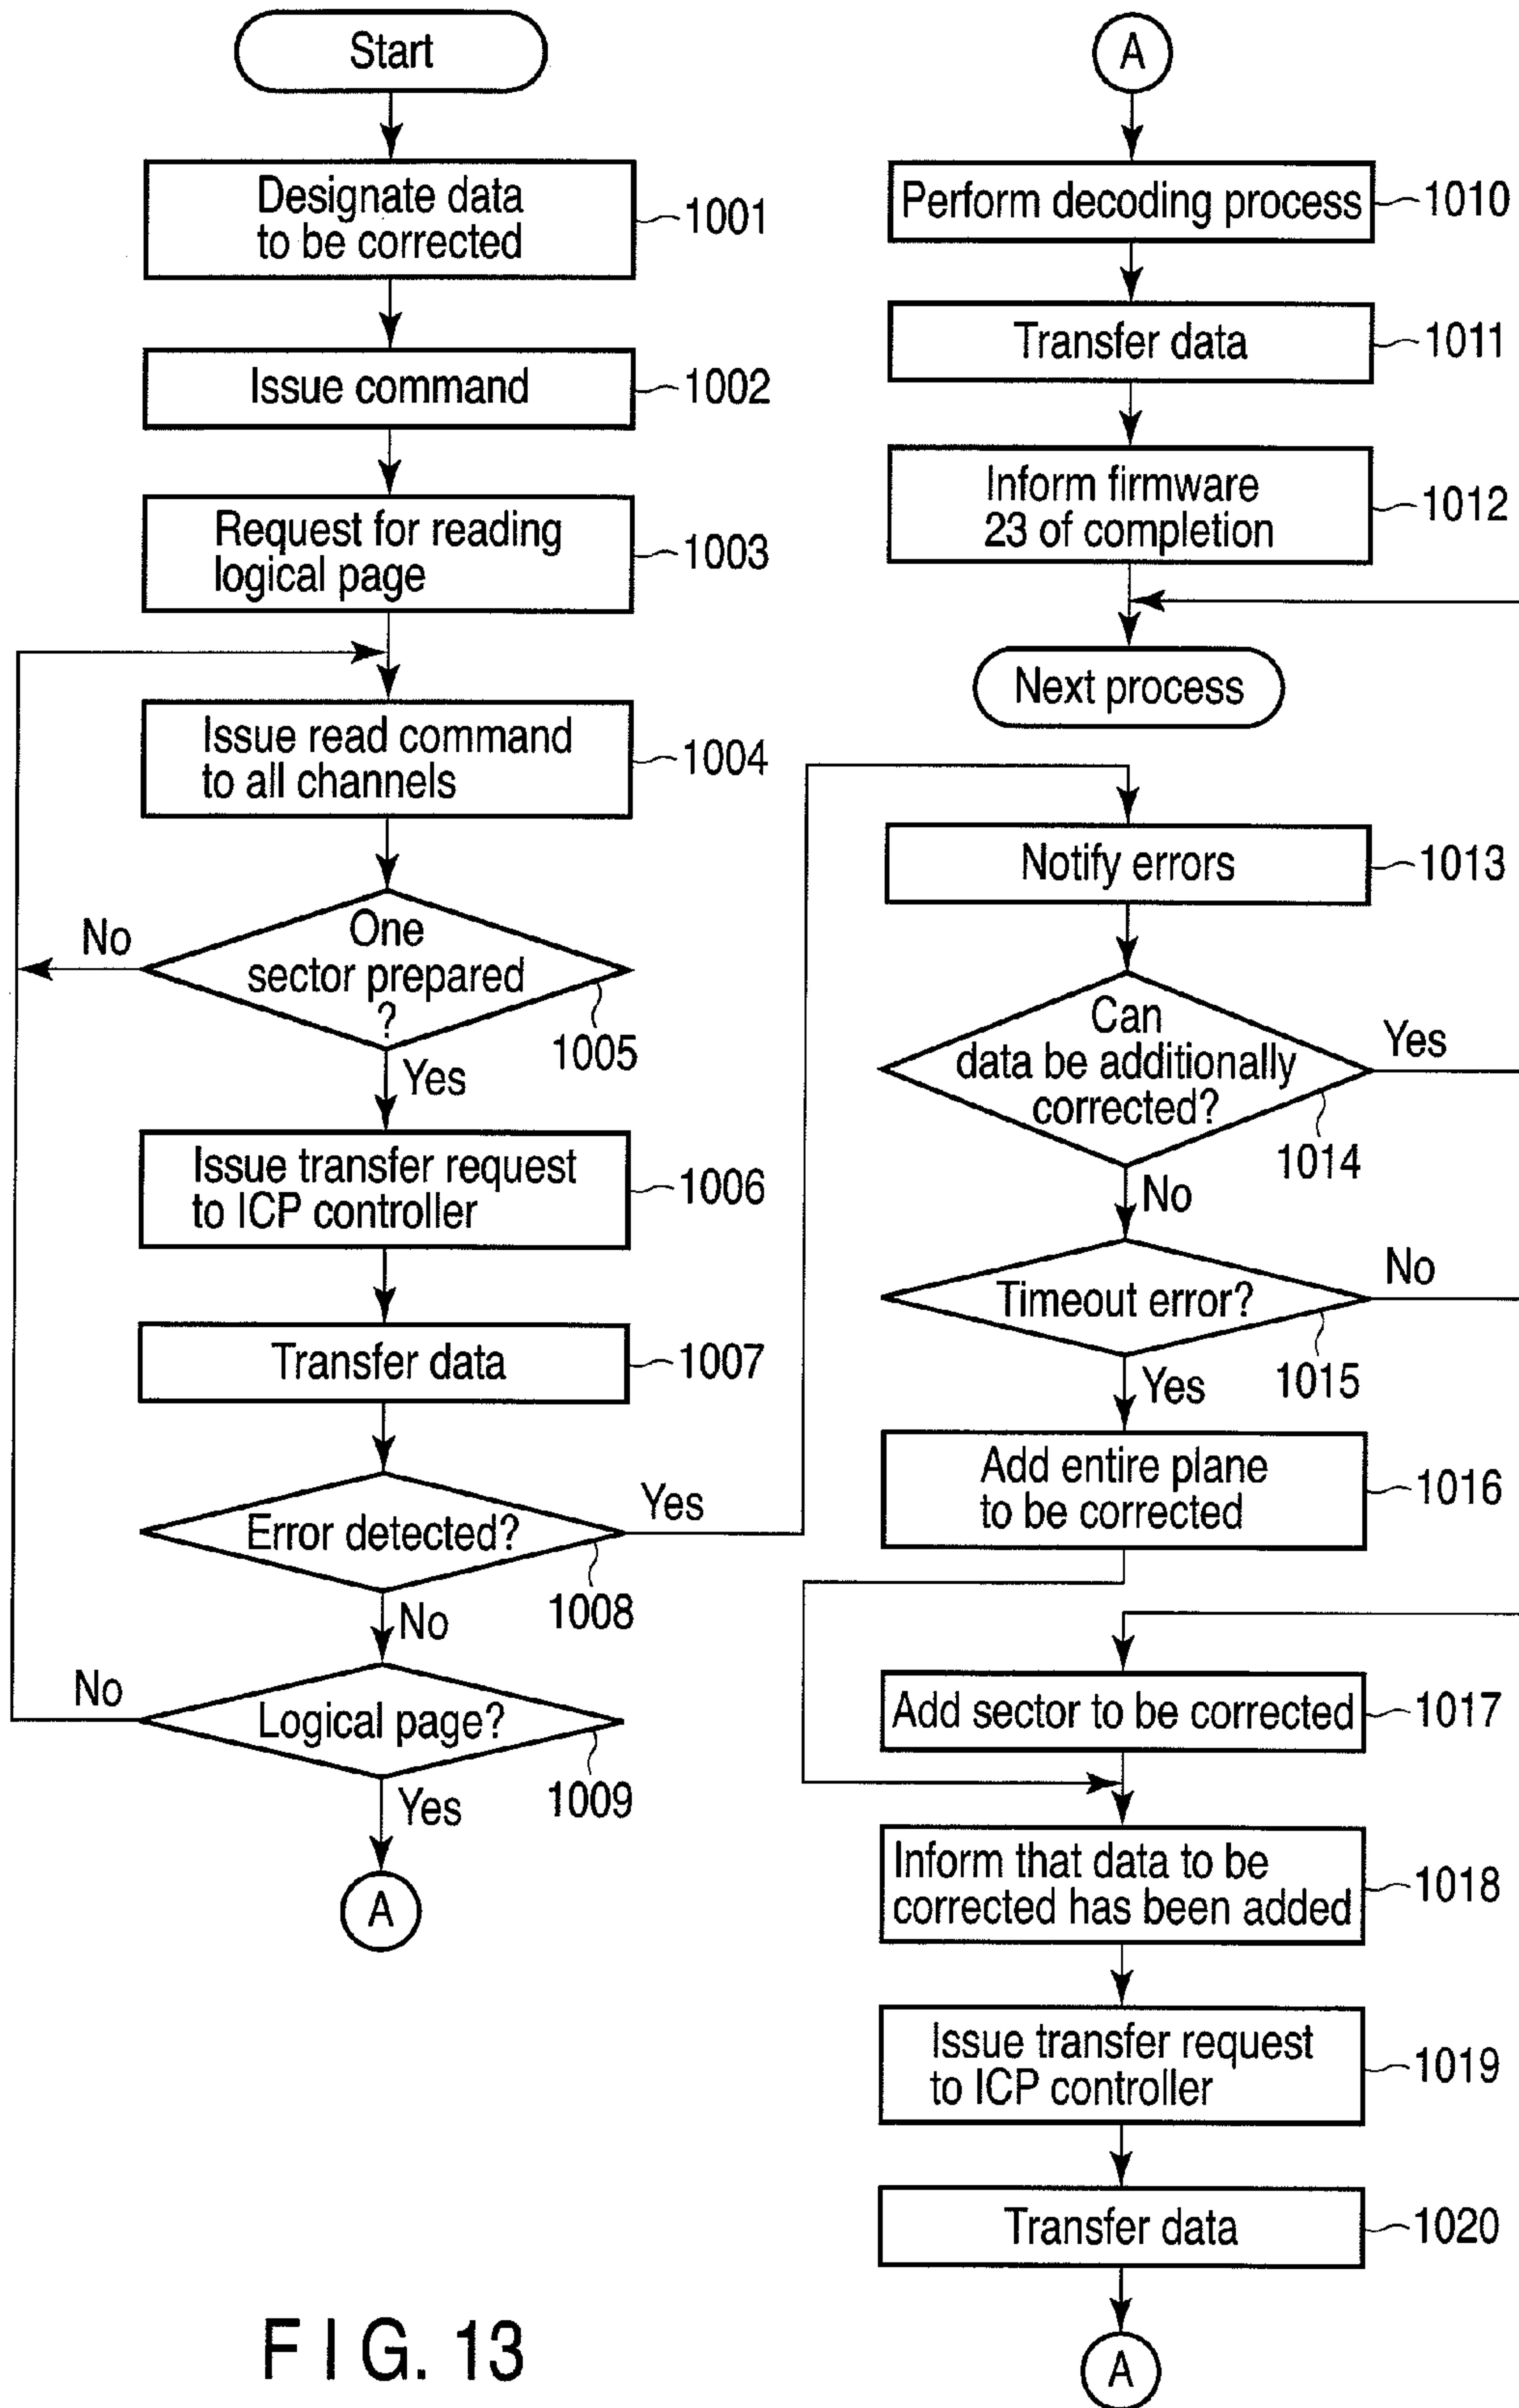 Start
Designate data
to be corrected
1001
Issue command
1002
Request for reading
logical page
1003
Issue read command
to all channels
1004
One
sector prepared
?
No
1005
Yes
Issue transfer request
to ICP controller
1006
Transfer data
1007
Error detected?
Yes
1008
No
Logical page?
No
1009
Yes
A
A
Perform decoding process
1010
Transfer data
1011
Inform firmware
23 of completion
1012
Next process
Notify errors
1013
Can
data be additionally
corrected?
Yes
1014
No
Timeout error?
No
1015
Yes
Add entire plane
to be corrected
1016
Add sector to be corrected
1017
Inform that data to be
corrected has been added
1018
Issue transfer request
to ICP controller
1019
Transfer data
1020
A
FIG. 13